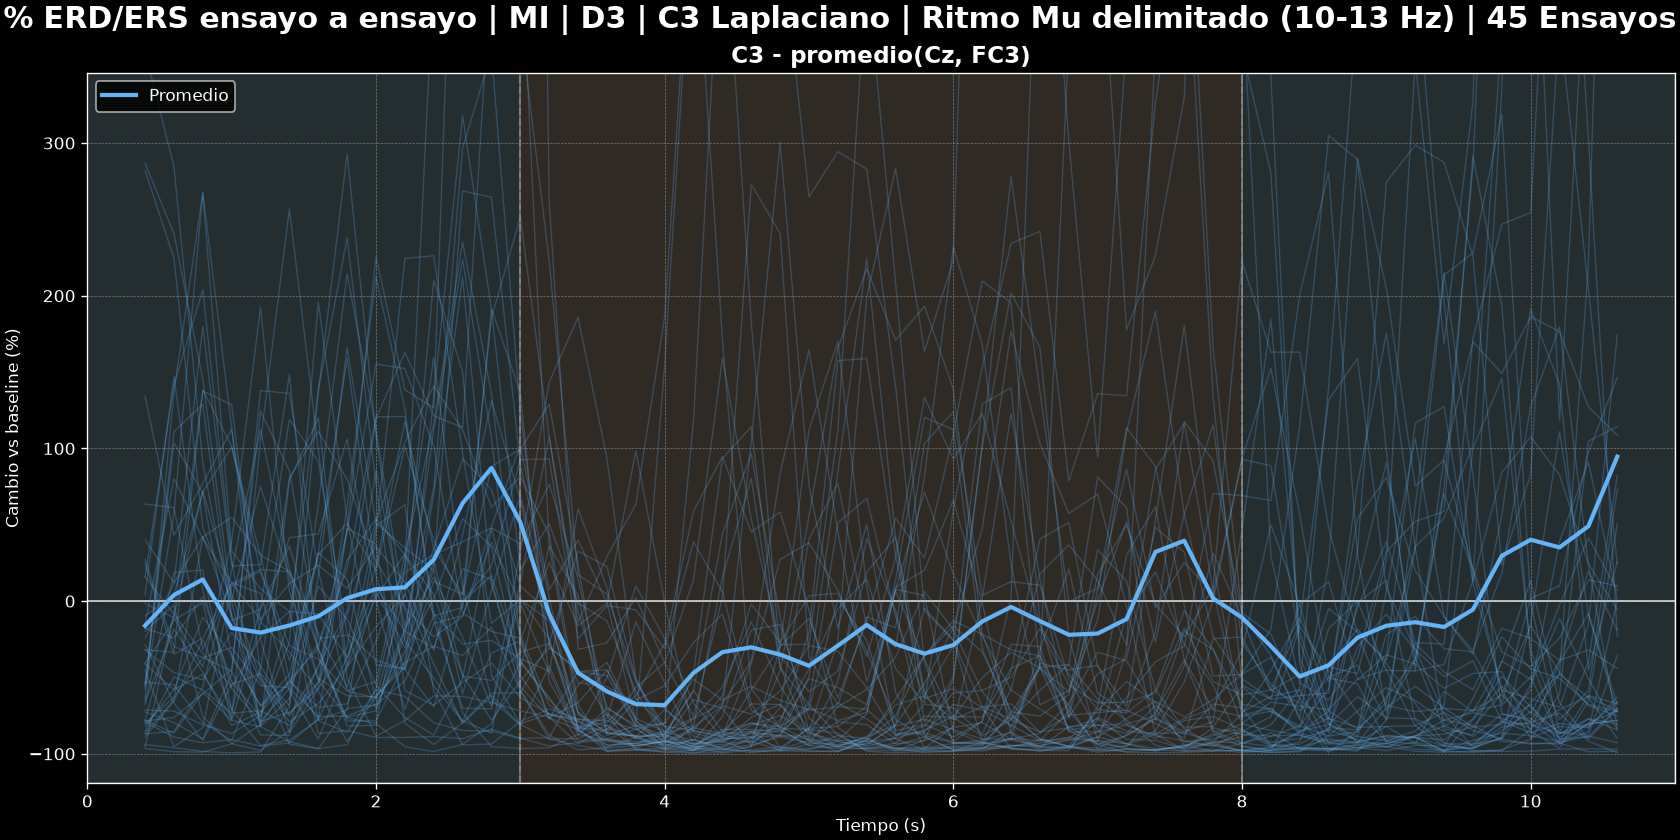 % ERD/ERS ensayo a ensayo | MI | D3 | C3 Laplaciano | Ritmo Mu delimitado (10-13 Hz) | 45 Ensayos
C3 - promedio(Cz, FC3)
Promedio
Cambio vs baseline (%)
300
200
100
0
−100
0 2 4 6 8 10
Tiempo (s)